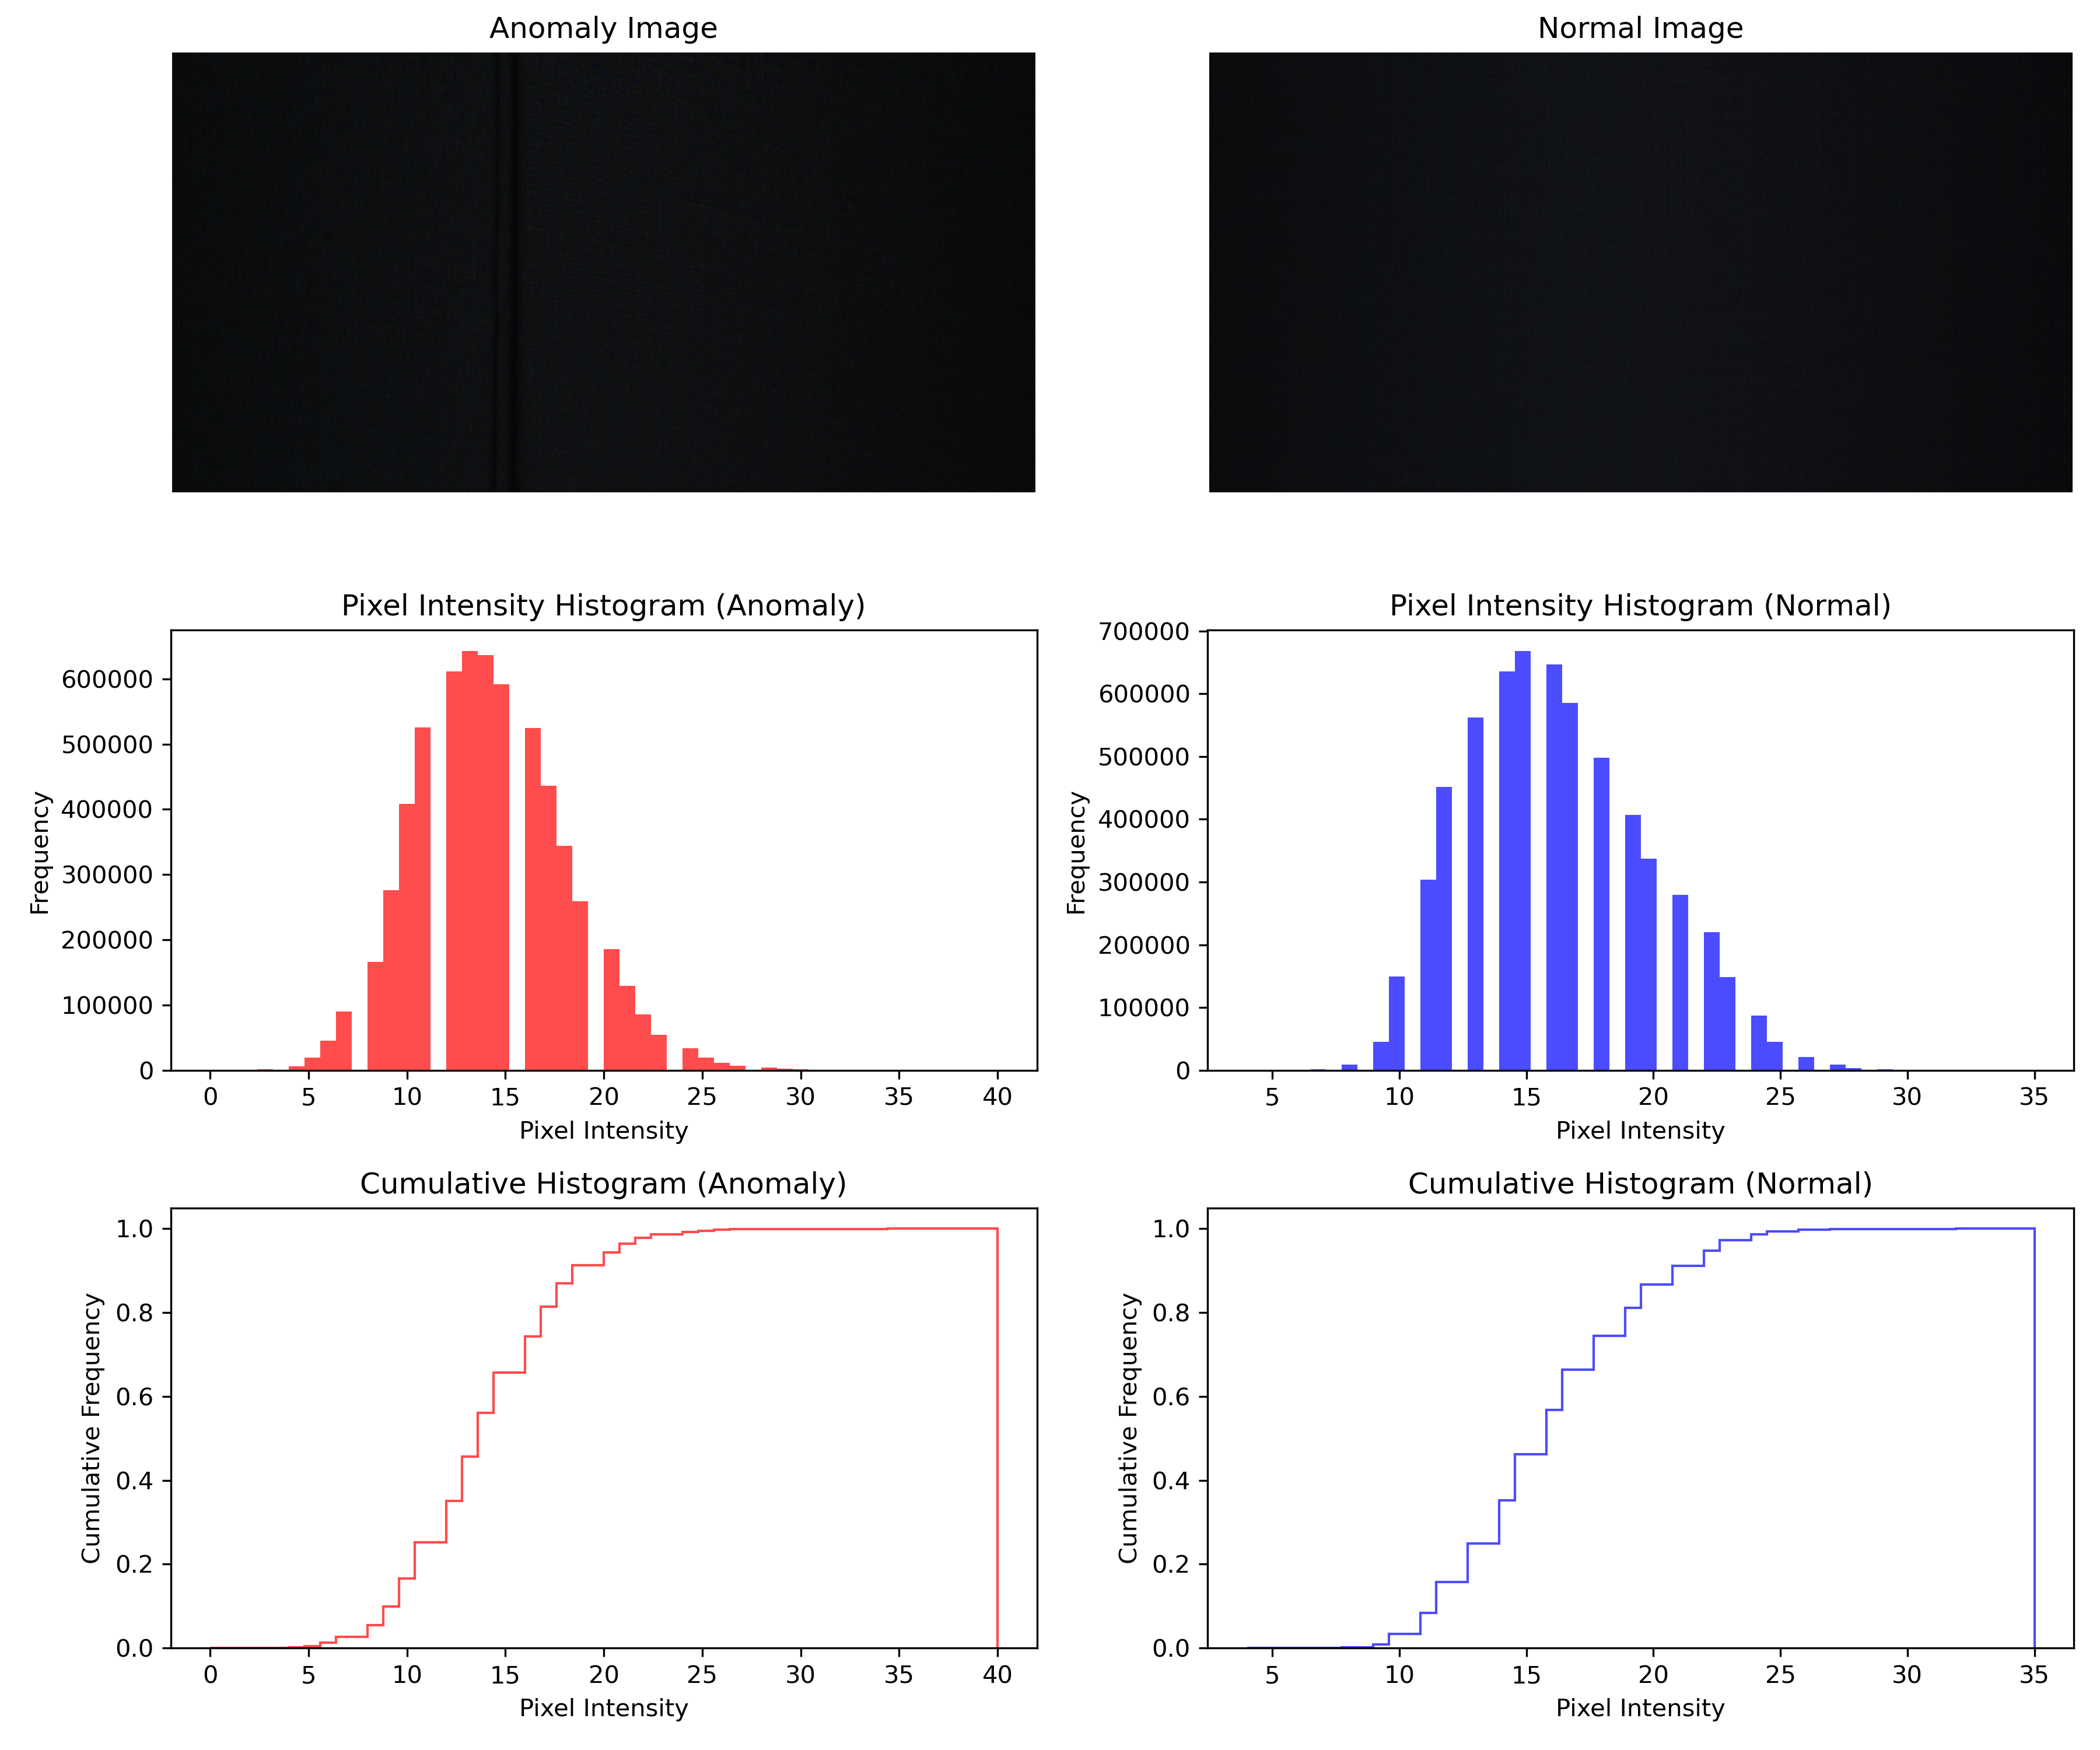 Anomaly Image
Normal Image
Pixel Intensity Histogram (Anomaly)
Frequency
600000
500000
400000
300000
200000
100000
0
0 5 10 15 20 25 30 35 40
Pixel Intensity
Pixel Intensity Histogram (Normal)
Frequency
700000
600000
500000
400000
300000
200000
100000
0
5 10 15 20 25 30 35
Pixel Intensity
Cumulative Histogram (Anomaly)
Cumulative Frequency
1.0
0.8
0.6
0.4
0.2
0.0
0 5 10 15 20 25 30 35 40
Pixel Intensity
Cumulative Histogram (Normal)
Cumulative Frequency
1.0
0.8
0.6
0.4
0.2
0.0
5 10 15 20 25 30 35
Pixel Intensity